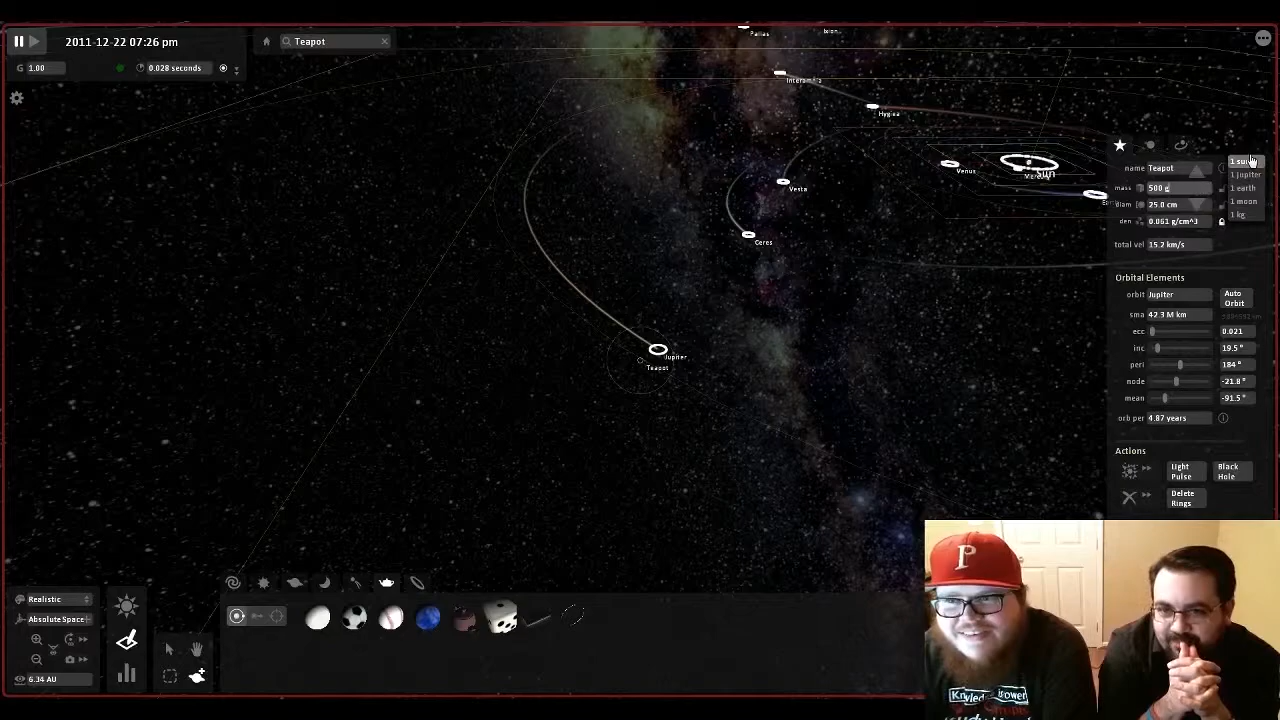 2011-12-22 07:26 pm
Teapot
G 1.00
0.028 seconds
Pallas
Ixion
Interamnia
Hygiea
Venus
Sun
Vesta
Ceres
Jupiter
Teapot
name Teapot
1 sun
1 jupiter
mass 500 g
1 earth
diam 25.0 cm
1 moon
den 0.061 g/cm^3
1 kg
total vel 15.2 km/s
Orbital Elements
orbit Jupiter
Auto
Orbit
sma 42.3 M km
ecc 0.021
inc 19.5°
peri 184°
node -21.8°
mean -91.5°
orb per 4.87 years
Actions
Light
Pulse
Black
Hole
Delete
Rings
Realistic
Absolute Space
6.34 AU
P